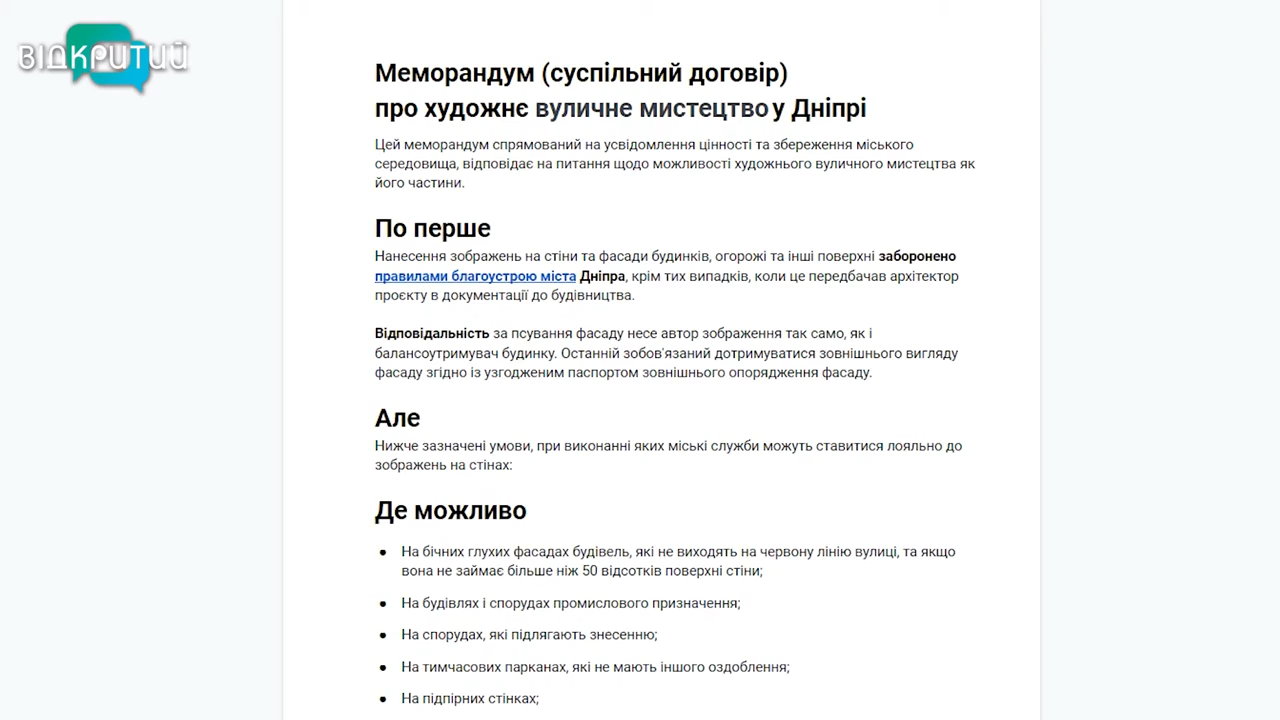 ВІДКРИТИЙ
Меморандум (суспільний договір)
про художнє вуличне мистецтво у Дніпрі
Цей меморандум спрямований на усвідомлення цінності та збереження міського
середовища, відповідає на питання щодо можливості художнього вуличного мистецтва як
його частини.
По перше
Нанесення зображень на стіни та фасади будинків, огорожі та інші поверхні заборонено
правилами благоустрою міста Дніпра, крім тих випадків, коли це передбачав архітектор
проєкту в документації до будівництва.
Відповідальність за псування фасаду несе автор зображення так само, як і
балансоутримувач будинку. Останній зобов'язаний дотримуватися зовнішнього вигляду
фасаду згідно із узгодженим паспортом зовнішнього опорядження фасаду.
Але
Нижче зазначені умови, при виконанні яких міські служби можуть ставитися лояльно до
зображень на стінах:
Де можливо
● На бічних глухих фасадах будівель, які не виходять на червону лінію вулиці, та якщо
вона не займає більше ніж 50 відсотків поверхні стіни;
● На будівлях і спорудах промислового призначення;
● На спорудах, які підлягають знесенню;
● На тимчасових парканах, які не мають іншого оздоблення;
● На підпірних стінках;